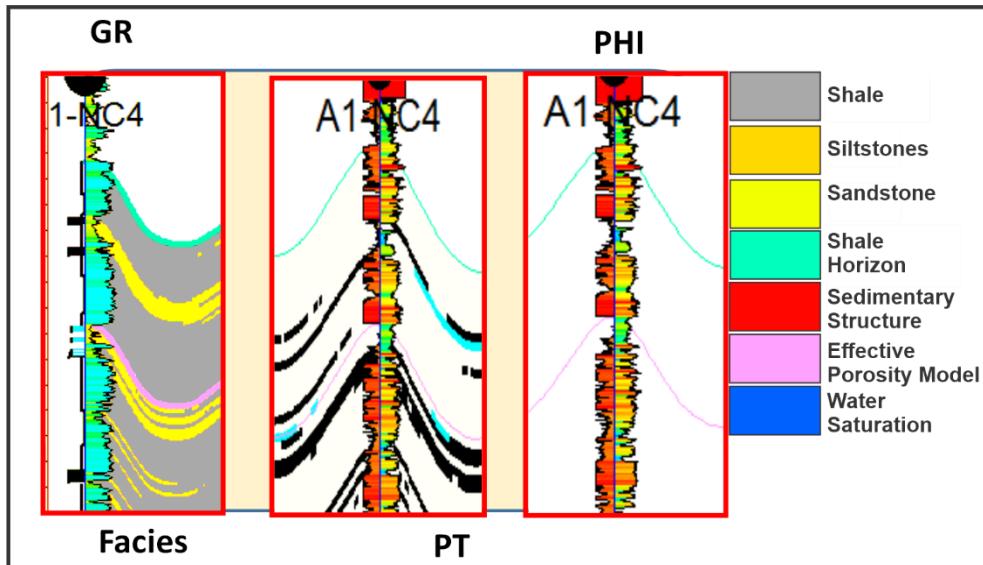 GR
PHI
1-NC4
A1-NC4
A1-NC4
Shale
Siltstones
Sandstone
Shale
Horizon
Sedimentary
Structure
Effective
Porosity Model
Water
Saturation
Facies
PT